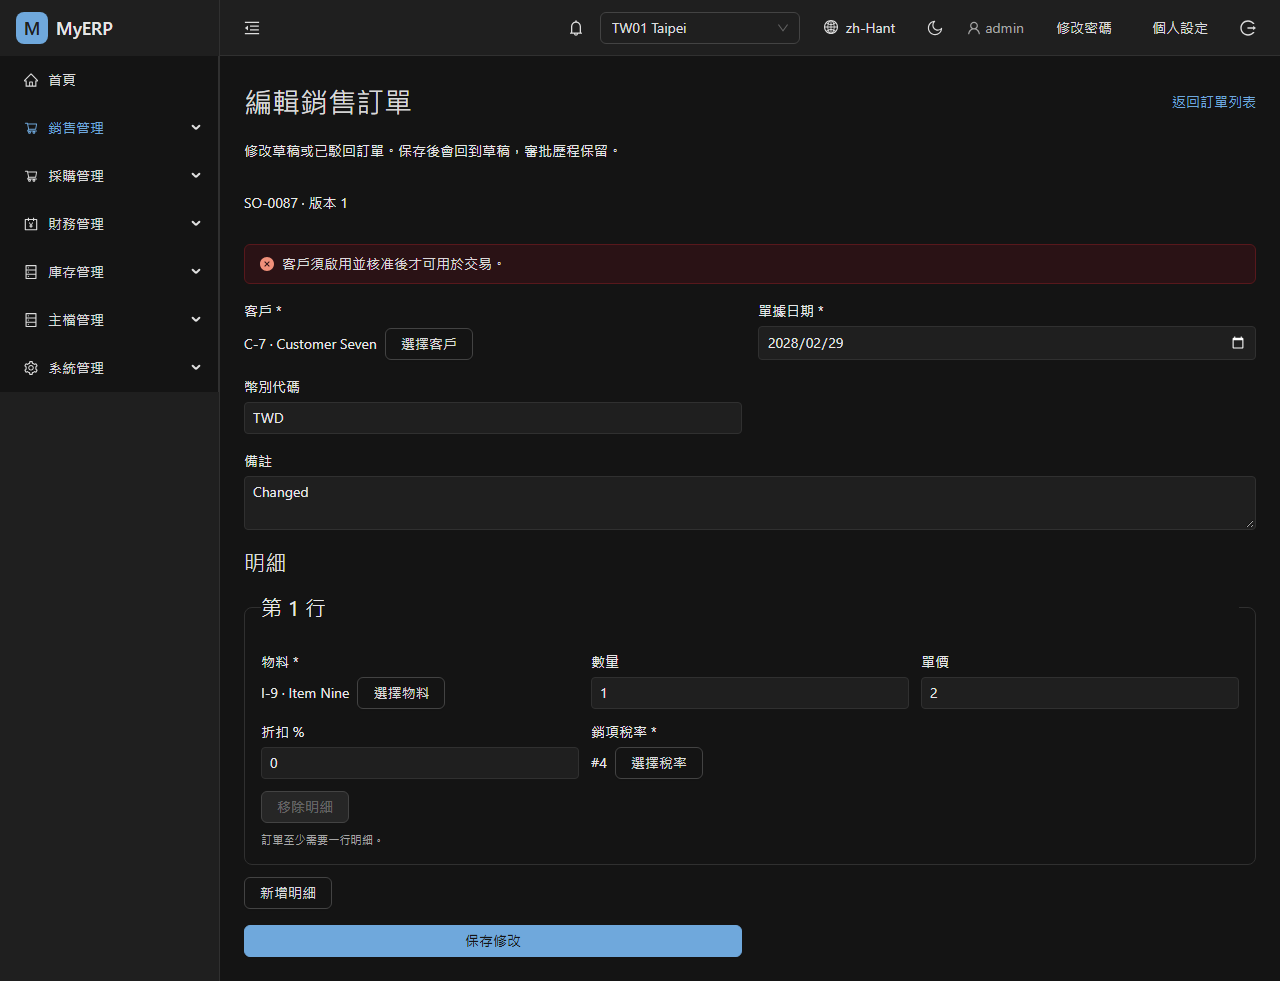 M MyERP
TW01 Taipei
zh-Hant
admin
修改密碼
個人設定
首頁
銷售管理
採購管理
財務管理
庫存管理
主檔管理
系統管理
編輯銷售訂單
返回訂單列表
修改草稿或已駁回訂單。保存後會回到草稿，審批歷程保留。
SO-0087 · 版本 1
客戶須啟用並核准後才可用於交易。
客戶 *
單據日期 *
C-7 · Customer Seven
選擇客戶
2028/02/29
幣別代碼
TWD
備註
Changed
明細
第 1 行
物料 *
數量
單價
I-9 · Item Nine
選擇物料
1
2
折扣 %
銷項稅率 *
0
#4
選擇稅率
移除明細
訂單至少需要一行明細。
新增明細
保存修改